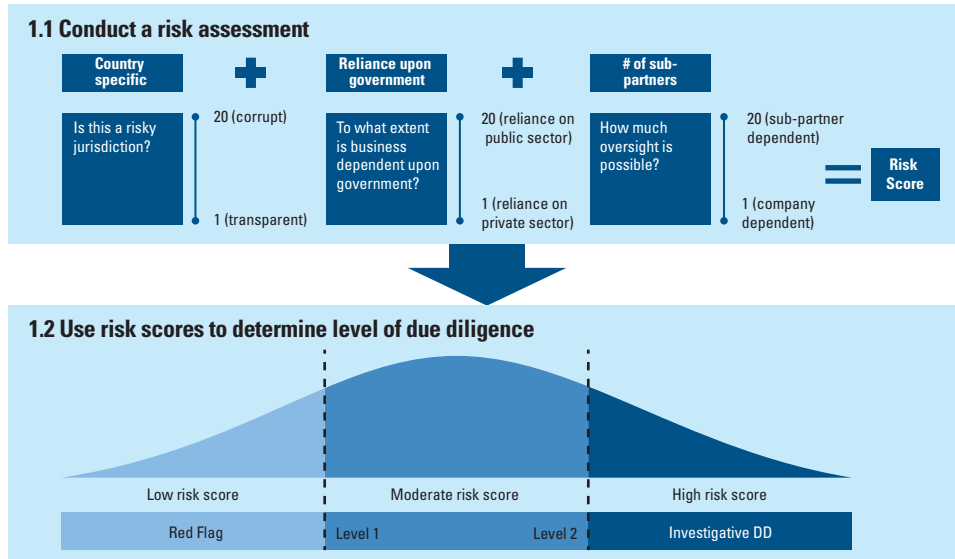 1.1 Conduct a risk assessment
Country
specific
Reliance upon
government
# of sub-
partners
Is this a risky
jurisdiction?
20 (corrupt)
1 (transparent)
To what extent
is business
dependent upon
government?
20 (reliance on
public sector)
1 (reliance on
private sector)
How much
oversight is
possible?
20 (sub-partner
dependent)
1 (company
dependent)
Risk
Score
1.2 Use risk scores to determine level of due diligence
Low risk score
Moderate risk score
High risk score
Red Flag
Level 1
Level 2
Investigative DD